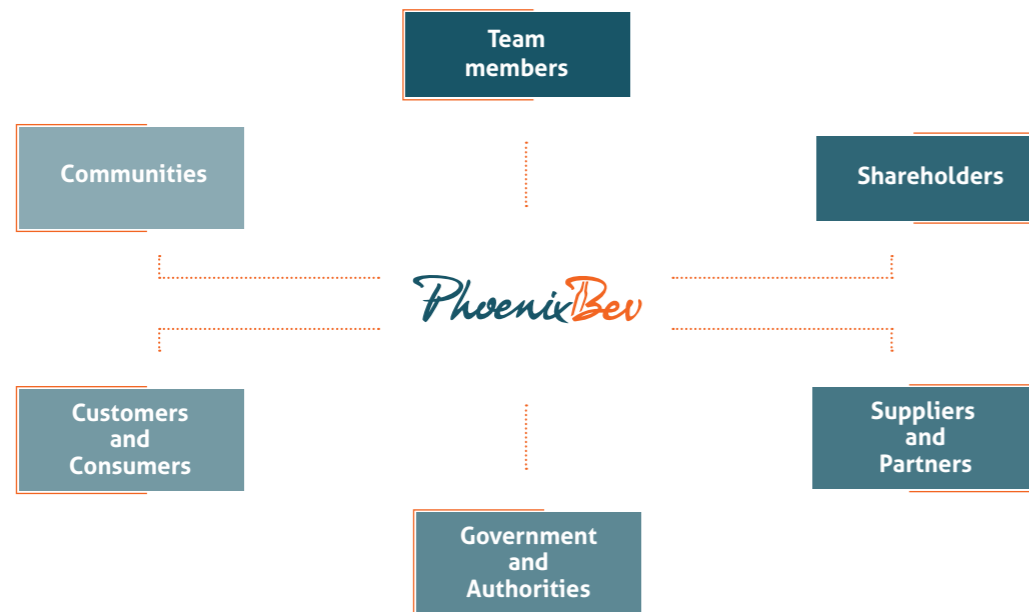 Team
members
Communities
Shareholders
PhoenixBev
Customers
and
Consumers
Suppliers
and
Partners
Government
and
Authorities